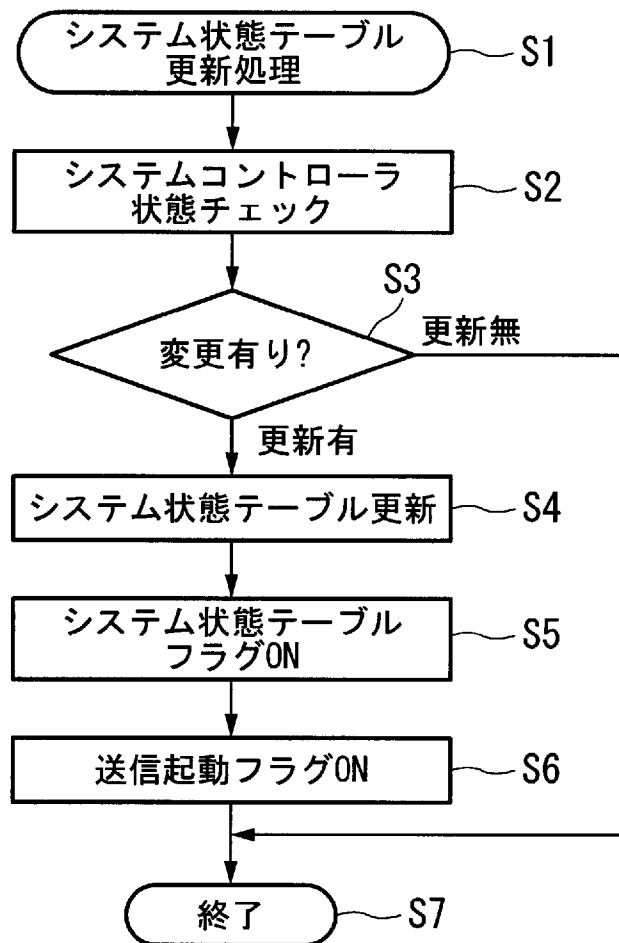 システム状態テーブル
更新処理
S1
システムコントローラ
状態チェック
S2
S3
変更有り?
更新無
更新有
システム状態テーブル更新
S4
システム状態テーブル
フラグON
S5
送信起動フラグON
S6
終了
S7